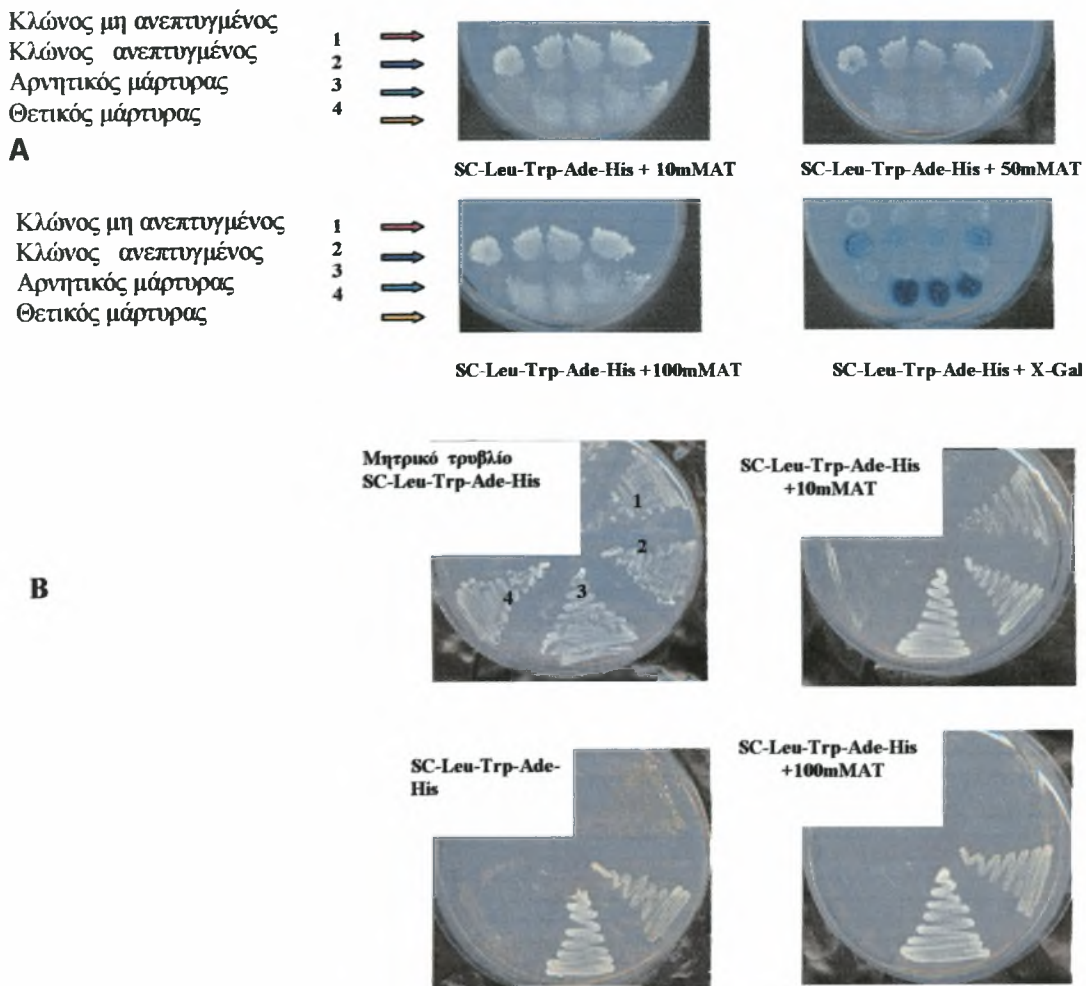 Κλώνος μη ανεπτυγμένος
Κλώνος ανεπτυγμένος
Αρνητικός μάρτυρας
Θετικός μάρτυρας
1
2
3
4
A
SC-Leu-Trp-Ade-His + 10mMAT
SC-Leu-Trp-Ade-His + 50mMAT
Κλώνος μη ανεπτυγμένος
Κλώνος ανεπτυγμένος
Αρνητικός μάρτυρας
Θετικός μάρτυρας
1
2
3
4
SC-Leu-Trp-Ade-His +100mMAT
SC-Leu-Trp-Ade-His + X-Gal
B
Μητρικό τρυβλίο
SC-Leu-Trp-Ade-His
1
2
3
4
SC-Leu-Trp-Ade-His
+10mMAT
SC-Leu-Trp-Ade-
His
SC-Leu-Trp-Ade-His
+100mMAT